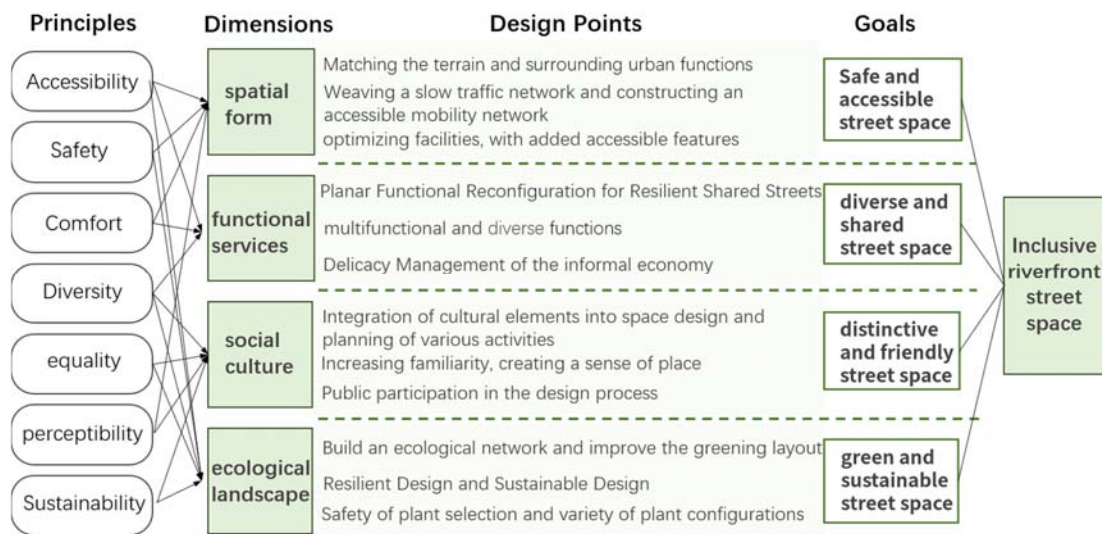 Principles
Dimensions
Design Points
Goals
Accessibility
Safety
Comfort
Diversity
equality
perceptibility
Sustainability
spatial
form
Matching the terrain and surrounding urban functions
Weaving a slow traffic network and constructing an
accessible mobility network
optimizing facilities, with added accessible features
Safe and
accessible
street space
functional
services
Planar Functional Reconfiguration for Resilient Shared Streets
multifunctional and diverse functions
Delicacy Management of the informal economy
diverse and
shared
street space
social
culture
Integration of cultural elements into space design and
planning of various activities
Increasing familiarity, creating a sense of place
Public participation in the design process
distinctive
and friendly
street space
ecological
landscape
Build an ecological network and improve the greening layout
Resilient Design and Sustainable Design
Safety of plant selection and variety of plant configurations
green and
sustainable
street space
Inclusive
riverfront
street
space